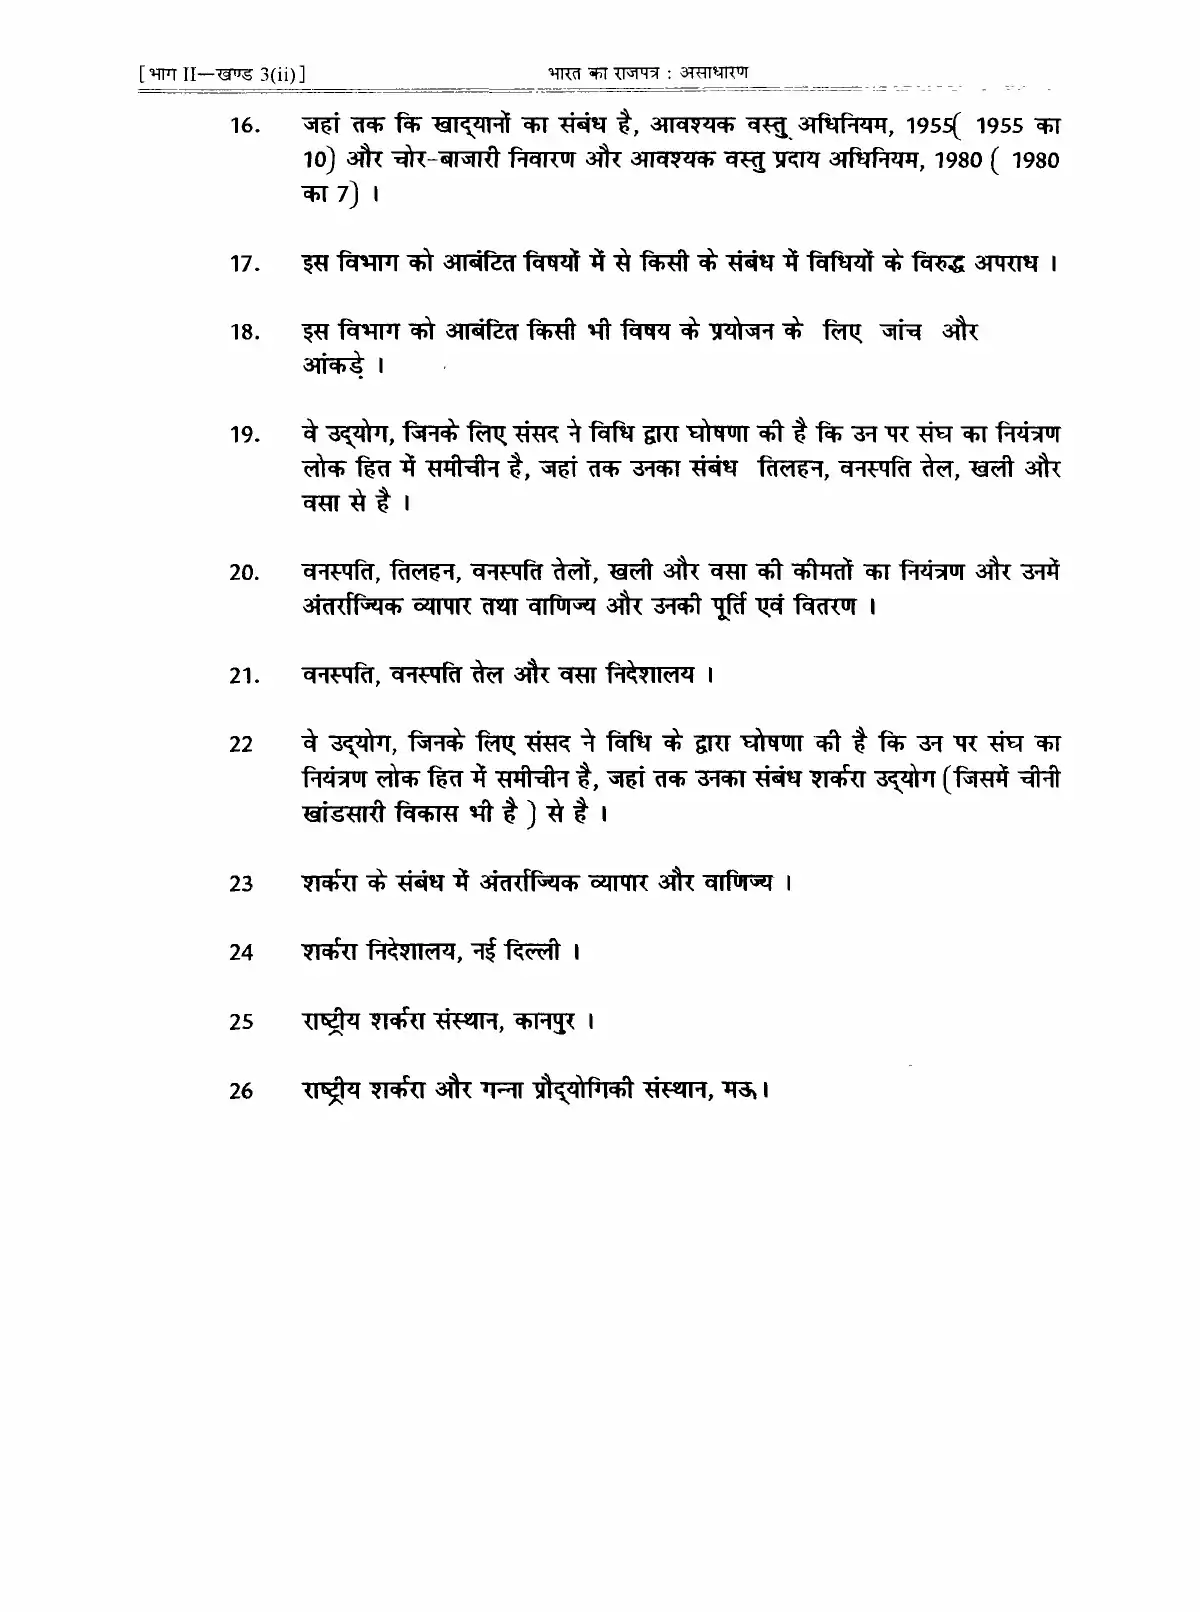 [ भाग II—खण्ड 3(ii) ]
भारत का राजपत्र : असाधारण
16. जहां तक कि खाद्यानों का संबंध है, आवश्यक वस्तु अधिनियम, 1955( 1955 का
10) और चोर-बाजारी निवारण और आवश्यक वस्तु प्रदाय अधिनियम, 1980 ( 1980
का 7) ।
17. इस विभाग को आबंटित विषयों में से किसी के संबंध में विधियों के विरुद्ध अपराध ।
18. इस विभाग को आबंटित किसी भी विषय के प्रयोजन के लिए जांच और
आंकड़े ।
19. वे उद्योग, जिनके लिए संसद ने विधि द्वारा घोषणा की है कि उन पर संघ का नियंत्रण
लोक हित में समीचीन है, जहां तक उनका संबंध तिलहन, वनस्पति तेल, खली और
वसा से है ।
20. वनस्पति, तिलहन, वनस्पति तेलों, खली और वसा की कीमतों का नियंत्रण और उनमें
अंतर्राज्यिक व्यापार तथा वाणिज्य और उनकी पूर्ति एवं वितरण ।
21. वनस्पति, वनस्पति तेल और वसा निदेशालय ।
22 वे उद्योग, जिनके लिए संसद ने विधि के द्वारा घोषणा की है कि उन पर संघ का
नियंत्रण लोक हित में समीचीन है, जहां तक उनका संबंध शर्करा उद्योग (जिसमें चीनी
खांडसारी विकास भी है ) से है ।
23 शर्करा के संबंध में अंतर्राज्यिक व्यापार और वाणिज्य ।
24 शर्करा निदेशालय, नई दिल्ली ।
25 राष्ट्रीय शर्करा संस्थान, कानपुर ।
26 राष्ट्रीय शर्करा और गन्ना प्रौद्योगिकी संस्थान, मऊ ।